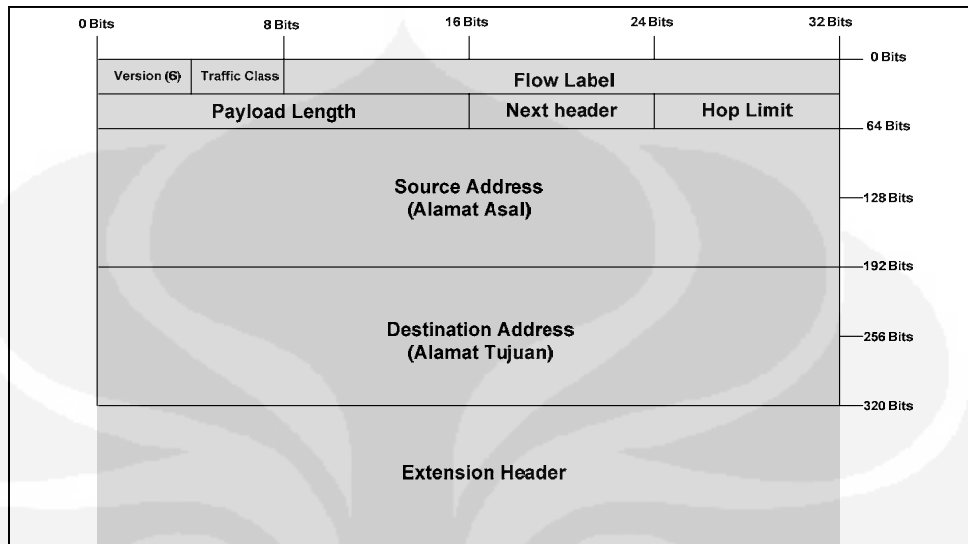 0 Bits
8 Bits
16 Bits
24 Bits
32 Bits
0 Bits
Version (6)
Traffic Class
Flow Label
Payload Length
Next header
Hop Limit
64 Bits
Source Address
(Alamat Asal)
128 Bits
192 Bits
Destination Address
(Alamat Tujuan)
256 Bits
320 Bits
Extension Header